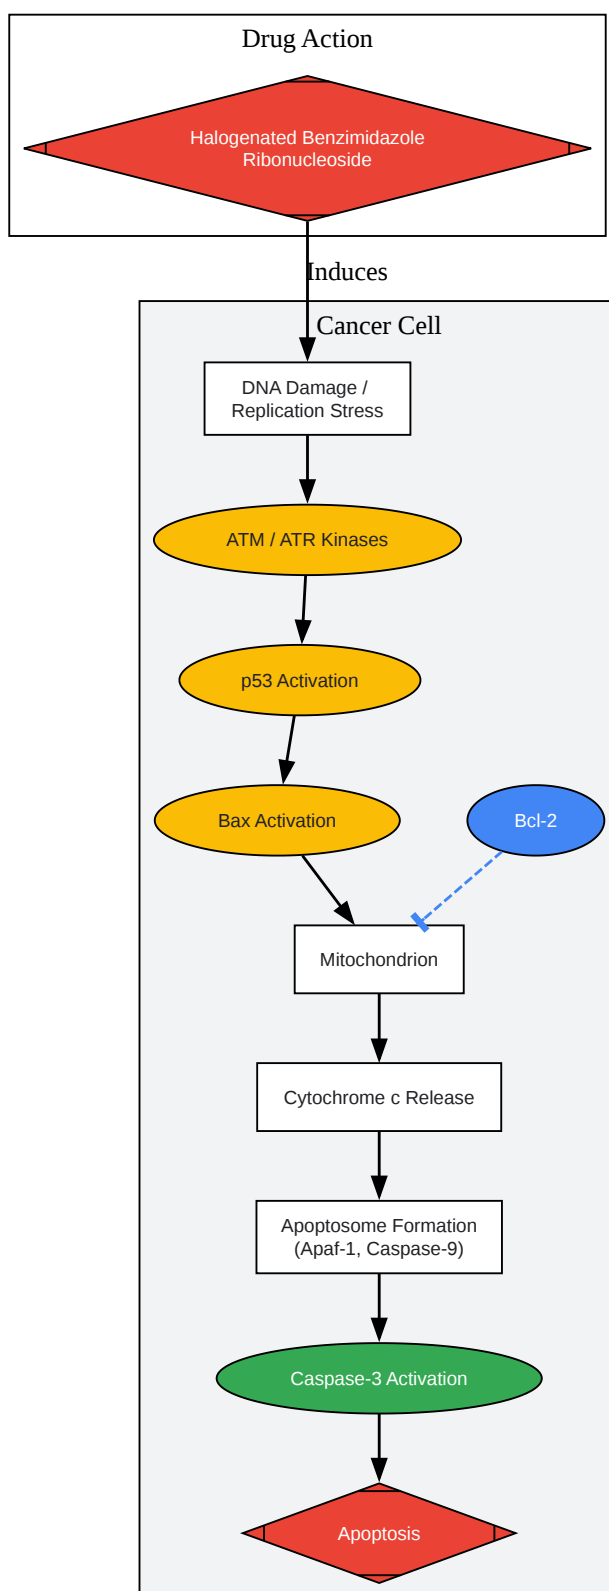 Drug Action
Halogenated Benzimidazole
Ribonucleoside
Induces
Cancer Cell
DNA Damage /
Replication Stress
ATM / ATR Kinases
p53 Activation
Bax Activation
Bcl-2
Mitochondrion
Cytochrome c Release
Apoptosome Formation
(Apaf-1, Caspase-9)
Caspase-3 Activation
Apoptosis